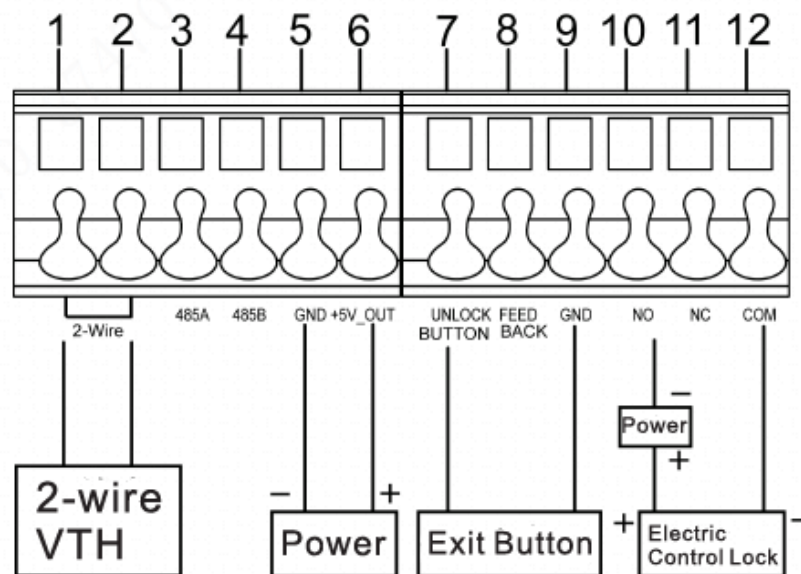 1 2 3 4 5 6 7 8 9 10 11 12
2-Wire 485A 485B GND +5V_OUT UNLOCK BUTTON FEED BACK GND NO NC COM
−
Power
+
2-wire
VTH
− +
Power
Exit Button
+ −
Electric
Control Lock